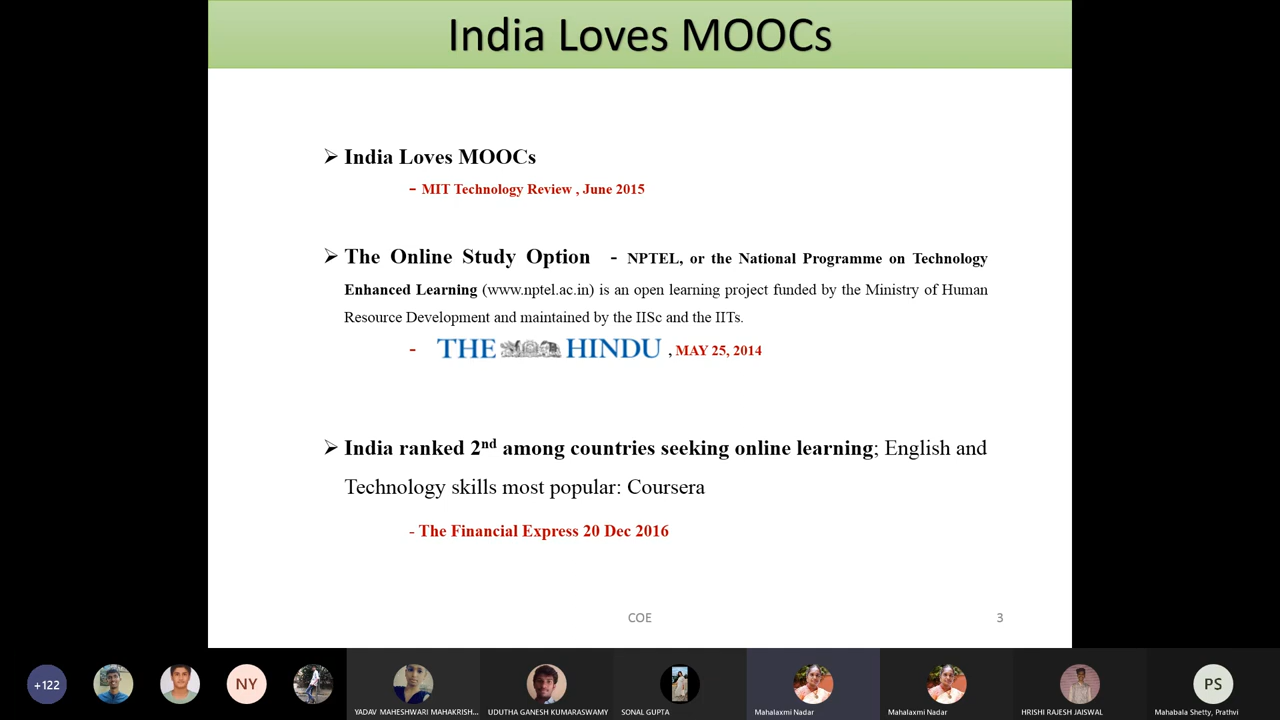 India Loves MOOCs
➢ India Loves MOOCs
- MIT Technology Review , June 2015
➢ The Online Study Option - NPTEL, or the National Programme on Technology
Enhanced Learning (www.nptel.ac.in) is an open learning project funded by the Ministry of Human
Resource Development and maintained by the IISc and the IITs.
- THE HINDU , MAY 25, 2014
➢ India ranked 2nd among countries seeking online learning; English and
Technology skills most popular: Coursera
- The Financial Express 20 Dec 2016
COE 3
+122 NY PS
YADAV MAHESHWARI MAHAKRISH... UDUTHA GANESH KUMARASWAMY SONAL GUPTA Mahalaxmi Nadar Mahalaxmi Nadar HRISHI RAJESH JAISWAL Mahabala Shetty, Prathvi